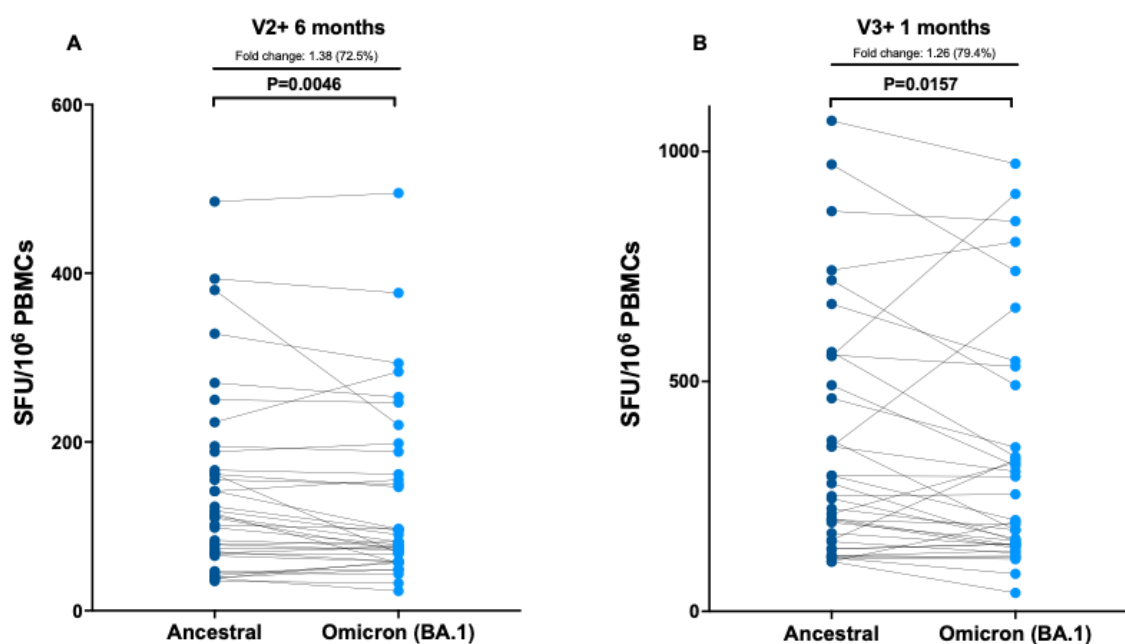 A
V2+ 6 months
Fold change: 1.38 (72.5%)
P=0.0046
600
400
200
0
SFU/10⁶ PBMCs
Ancestral
Omicron (BA.1)
B
V3+ 1 months
Fold change: 1.26 (79.4%)
P=0.0157
1000
500
0
SFU/10⁶ PBMCs
Ancestral
Omicron (BA.1)